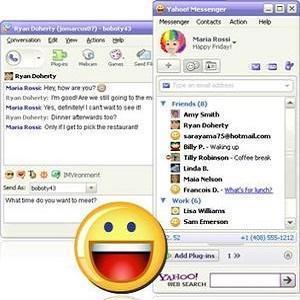 Ryan Doherty (jomarcus07) - boboty43
Conversation Edit View Actions Help
Plug-ins Webcam Games Send Files
Ryan Doherty
Maria Rossi: Hey, how are you?
Ryan Doherty: I'm good! Are we still going to the m
Maria Rossi: Yes, definitely! I can't wait to see it!
Ryan Doherty: Dinner afterwards too?
Maria Rossi: Only if I get to pick the restaurant!
IMVironment
Send As: boboty43
What time do you want to meet?
Yahoo! Messenger
Messenger Contacts Actions Help
Maria Rossi
Happy Friday!
Type an email address
Friends (8)
Amy Smith
Ryan Doherty
sarayama75@hotmail.com
Billy P. - Waking up
Tilly Robinson - Coffee break
Linda B.
Maia Nelson
Francois D. - What's for lunch?
Work (6)
Lisa Williams
Sam Emerson
+1 (408) 555-1212
Add Plug-ins 1
YAHOO!
WEB SEARCH